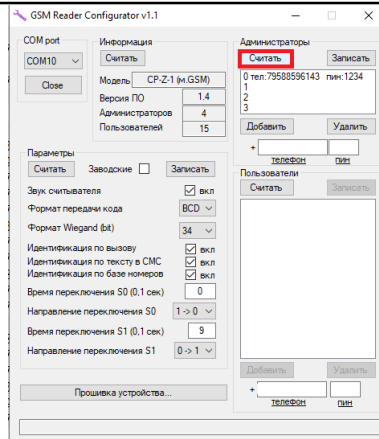 GSM Reader Configurator v1.1
COM port
COM10
Close
Информация
Считать
Модель CP-Z-1 (м.GSM)
Версия ПО 1.4
Администраторов 4
Пользователей 15
Параметры
Считать Заводские Записать
Звук считывателя вкл
Формат передачи кода BCD
Формат Wiegand (bit) 34
Идентификация по вызову вкл
Идентификация по тексту в СМС вкл
Идентификация по базе номеров вкл
Время переключения S0 (0,1 сек) 0
Направление переключения S0 1 -> 0
Время переключения S1 (0,1 сек) 9
Направление переключения S1 0 -> 1
Прошивка устройства...
Администраторы
Считать Записать
0 тел:79588596143 пин:1234
1
2
3
Добавить Удалить
+
телефон пин
Пользователи
Считать Записать
Добавить Удалить
+
телефон пин